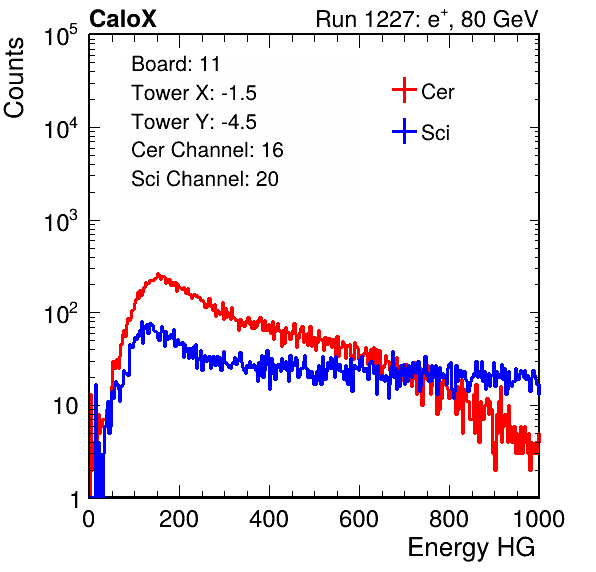 CaloX Run 1227: e⁺, 80 GeV
Counts
Board: 11
Tower X: -1.5
Tower Y: -4.5
Cer Channel: 16
Sci Channel: 20
Cer
Sci
10⁵
10⁴
10³
10²
10
1
0 200 400 600 800 1000
Energy HG